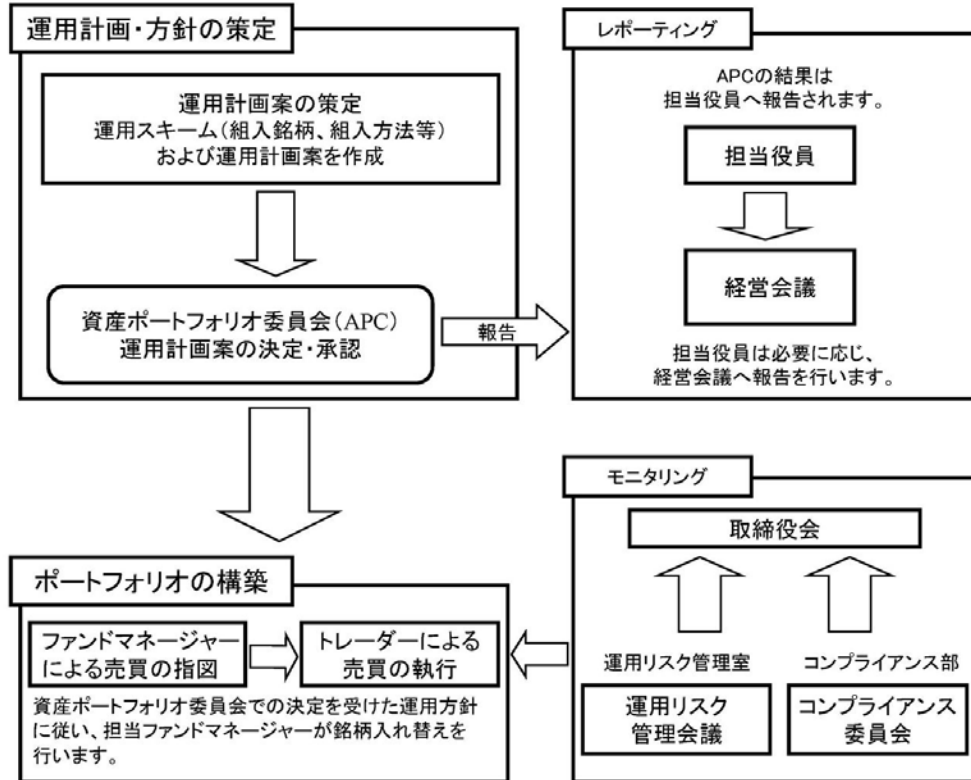 運用計画・方針の策定
運用計画案の策定
運用スキーム(組入銘柄、組入方法等)
および運用計画案を作成
資産ポートフォリオ委員会(APC)
運用計画案の決定・承認
報告
レポーティング
APCの結果は
担当役員へ報告されます。
担当役員
経営会議
担当役員は必要に応じ、
経営会議へ報告を行います。
ポートフォリオの構築
ファンドマネージャー
による売買の指図
トレーダーによる
売買の執行
資産ポートフォリオ委員会での決定を受けた運用方針
に従い、担当ファンドマネージャーが銘柄入れ替えを
行います。
モニタリング
取締役会
運用リスク管理室
運用リスク
管理会議
コンプライアンス部
コンプライアンス
委員会